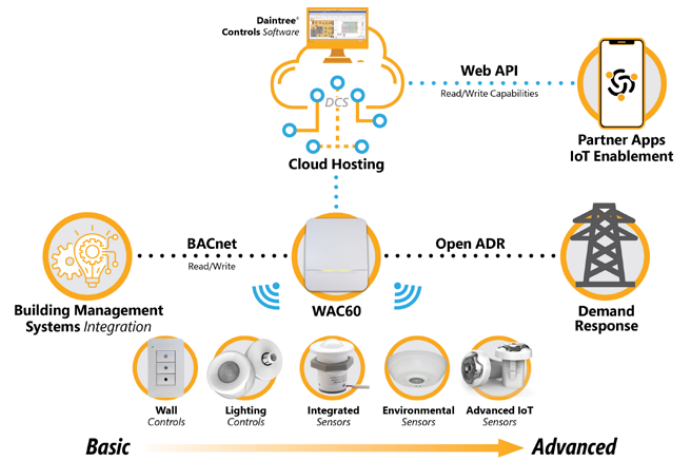 Daintree®
Controls Software
DCS
Cloud Hosting
Web API
Read/Write Capabilities
Partner Apps
IoT Enablement
BACnet
Read/Write
Open ADR
Building Management
Systems Integration
WAC60
Demand
Response
Wall
Controls
Lighting
Controls
Integrated
Sensors
Environmental
Sensors
Advanced IoT
Sensors
Basic
Advanced